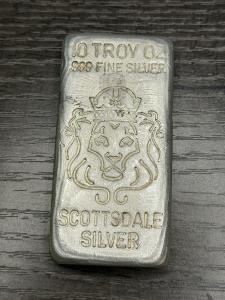 10 TROY OZ
.999 FINE SILVER
SCOTTSDALE
SILVER